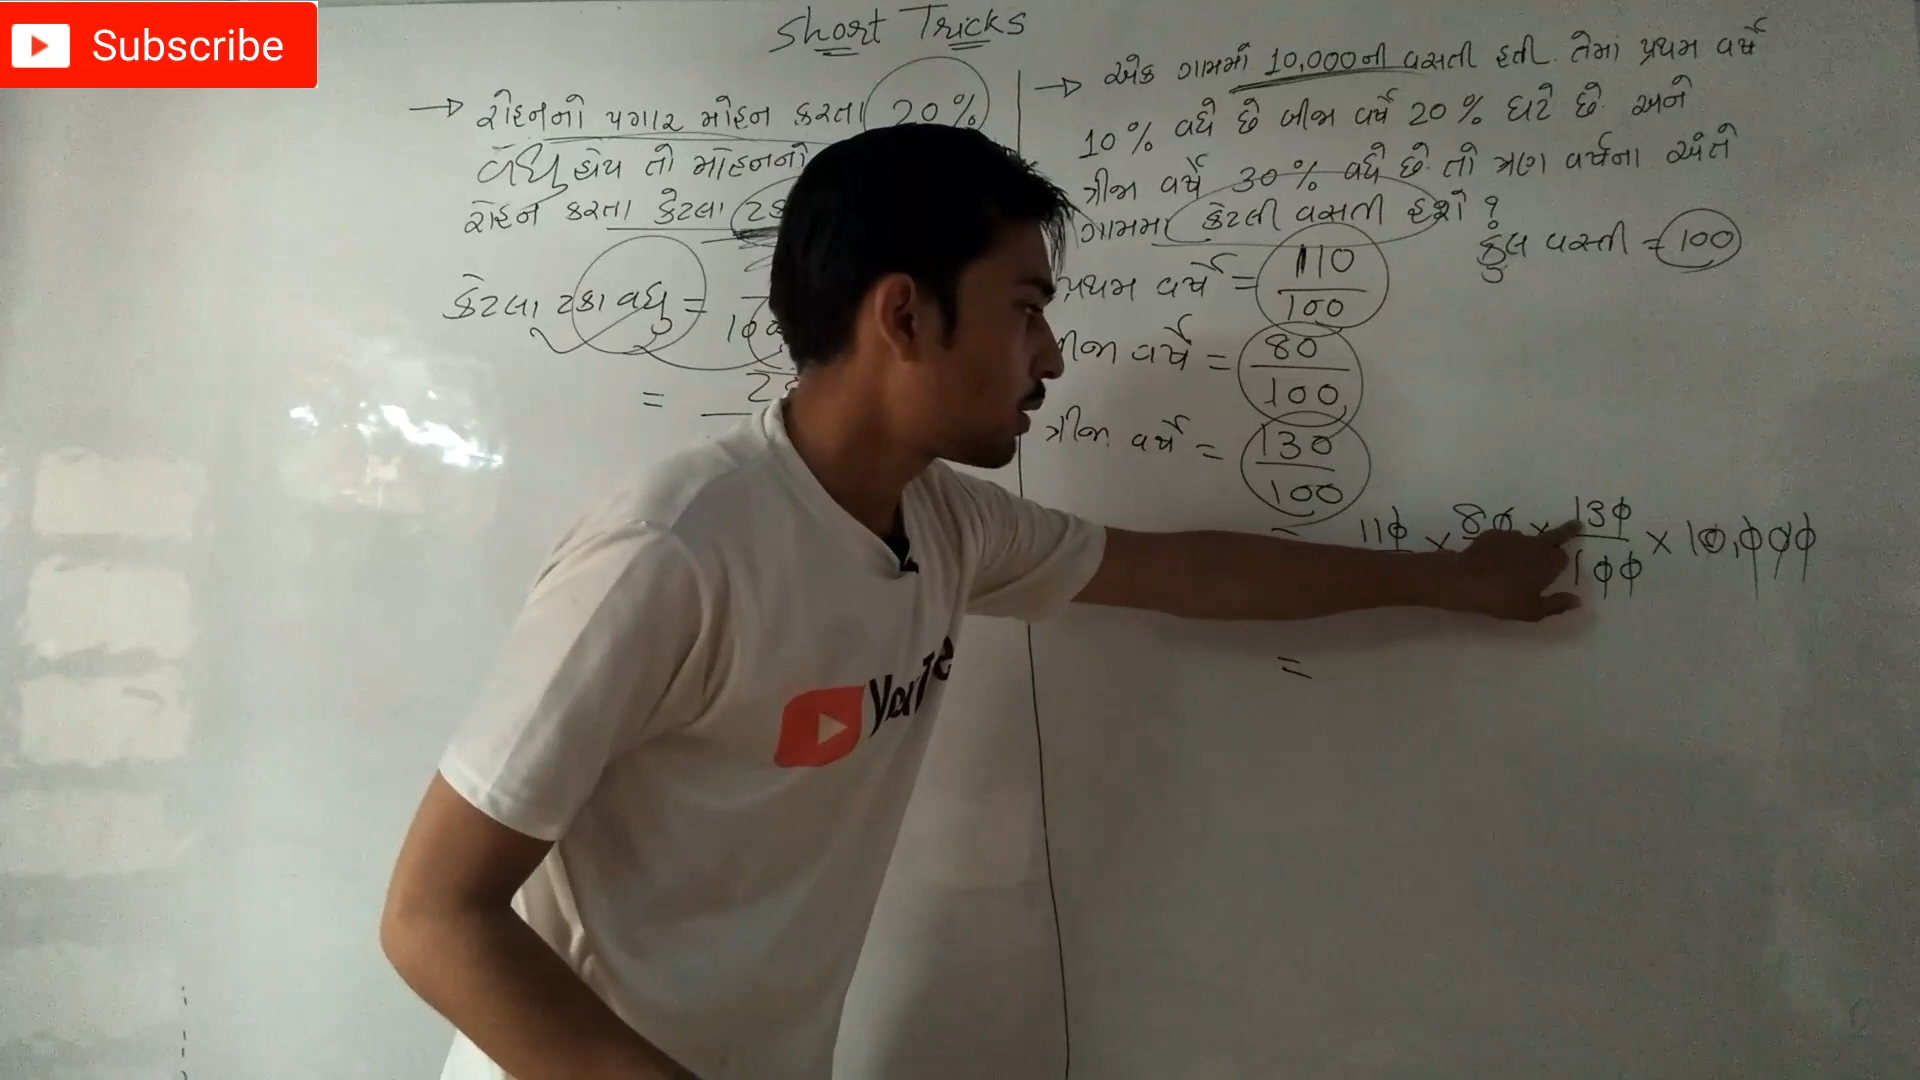 Subscribe
Short Tricks
→ રોહનનો પગાર મોહન કરતા 20%
વધુ હોય તો મોહનનો
રોહન કરતા કેટલા
કેટલા ટકા વધુ =
=
→ એક ગામમાં 10,000ની વસતી હતી. તેમાં પ્રથમ વર્ષે
10% વધે છે બીજા વર્ષે 20% ઘટે છે અને
ત્રીજા વર્ષે 30% વધે છે તો ત્રણ વર્ષના અંતે
ગામમા કેટલી વસતી હશે ?
કુલ વસ્તી = 100
પ્રથમ વર્ષે = 110/100
બીજા વર્ષે = 80/100
ત્રીજા વર્ષે = 130/100
= 110 × 80 × 130/100 × 10,000
=
YouTube